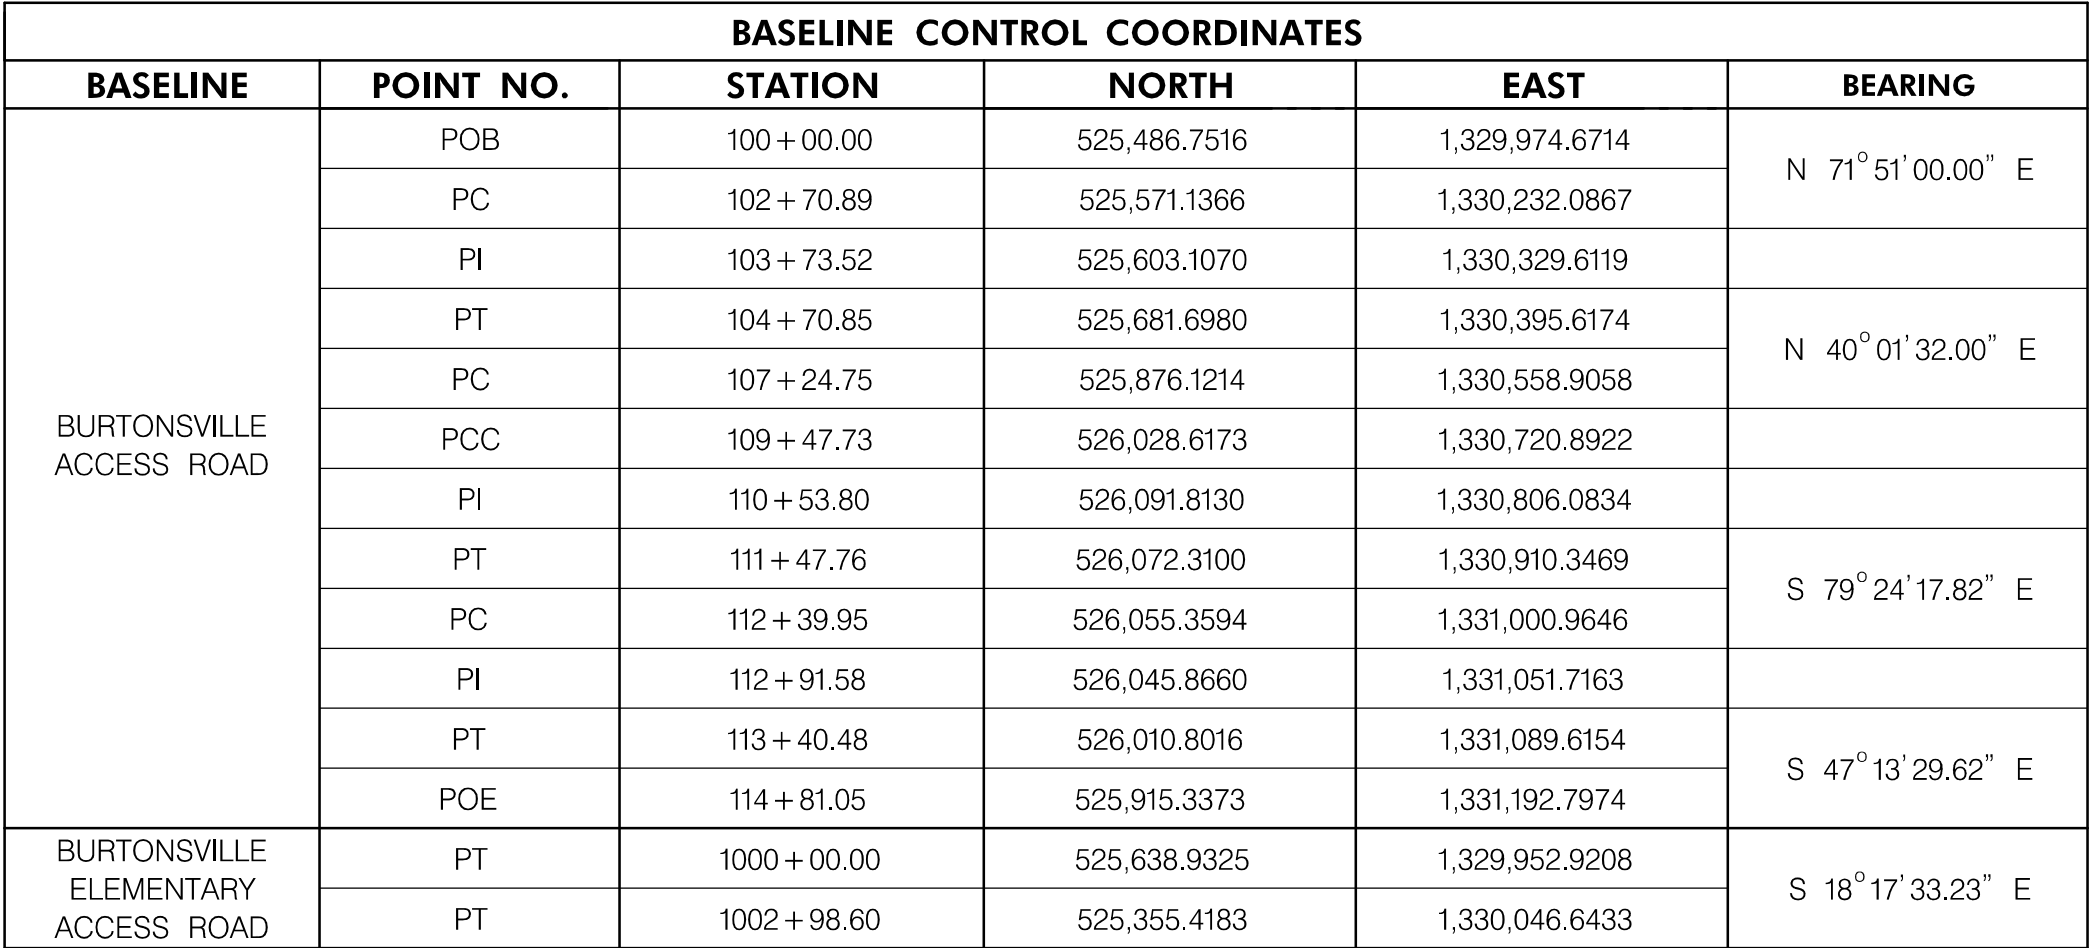 BASELINE CONTROL COORDINATES
BASELINE POINT NO. STATION NORTH EAST BEARING
BURTONSVILLE
ACCESS ROAD
POB 100+00.00 525,486.7516 1,329,974.6714
N 71° 51' 00.00" E
PC 102+70.89 525,571.1366 1,330,232.0867
PI 103+73.52 525,603.1070 1,330,329.6119
PT 104+70.85 525,681.6980 1,330,395.6174
N 40° 01' 32.00" E
PC 107+24.75 525,876.1214 1,330,558.9058
PCC 109+47.73 526,028.6173 1,330,720.8922
PI 110+53.80 526,091.8130 1,330,806.0834
PT 111+47.76 526,072.3100 1,330,910.3469
S 79° 24' 17.82" E
PC 112+39.95 526,055.3594 1,331,000.9646
PI 112+91.58 526,045.8660 1,331,051.7163
PT 113+40.48 526,010.8016 1,331,089.6154
S 47° 13' 29.62" E
POE 114+81.05 525,915.3373 1,331,192.7974
BURTONSVILLE
ELEMENTARY
ACCESS ROAD
PT 1000+00.00 525,638.9325 1,329,952.9208
S 18° 17' 33.23" E
PT 1002+98.60 525,355.4183 1,330,046.6433